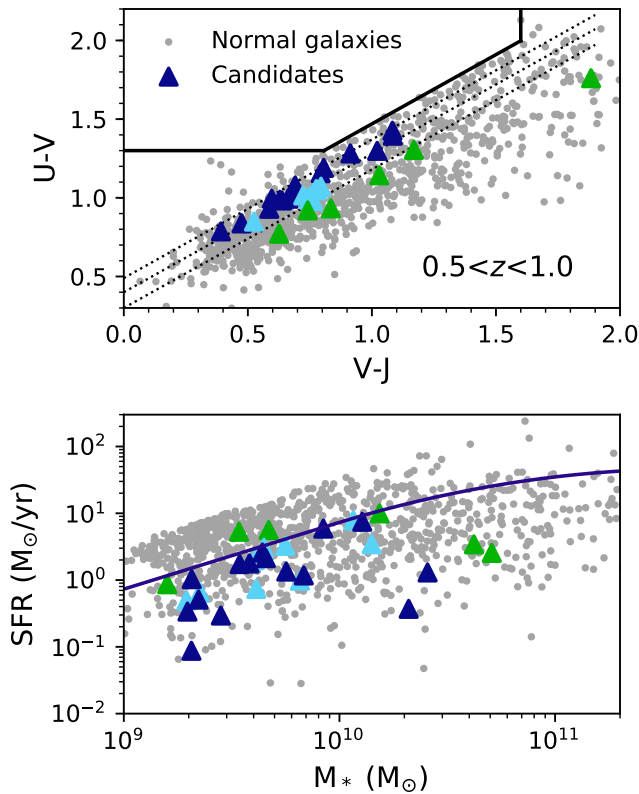 2.0
1.5
1.0
0.5
U-V
Normal galaxies
Candidates
0.5<z<1.0
0.0 0.5 1.0 1.5 2.0
V-J
10²
10¹
10⁰
10⁻¹
10⁻²
SFR (M☉/yr)
10⁹ 10¹⁰ 10¹¹
M* (M☉)